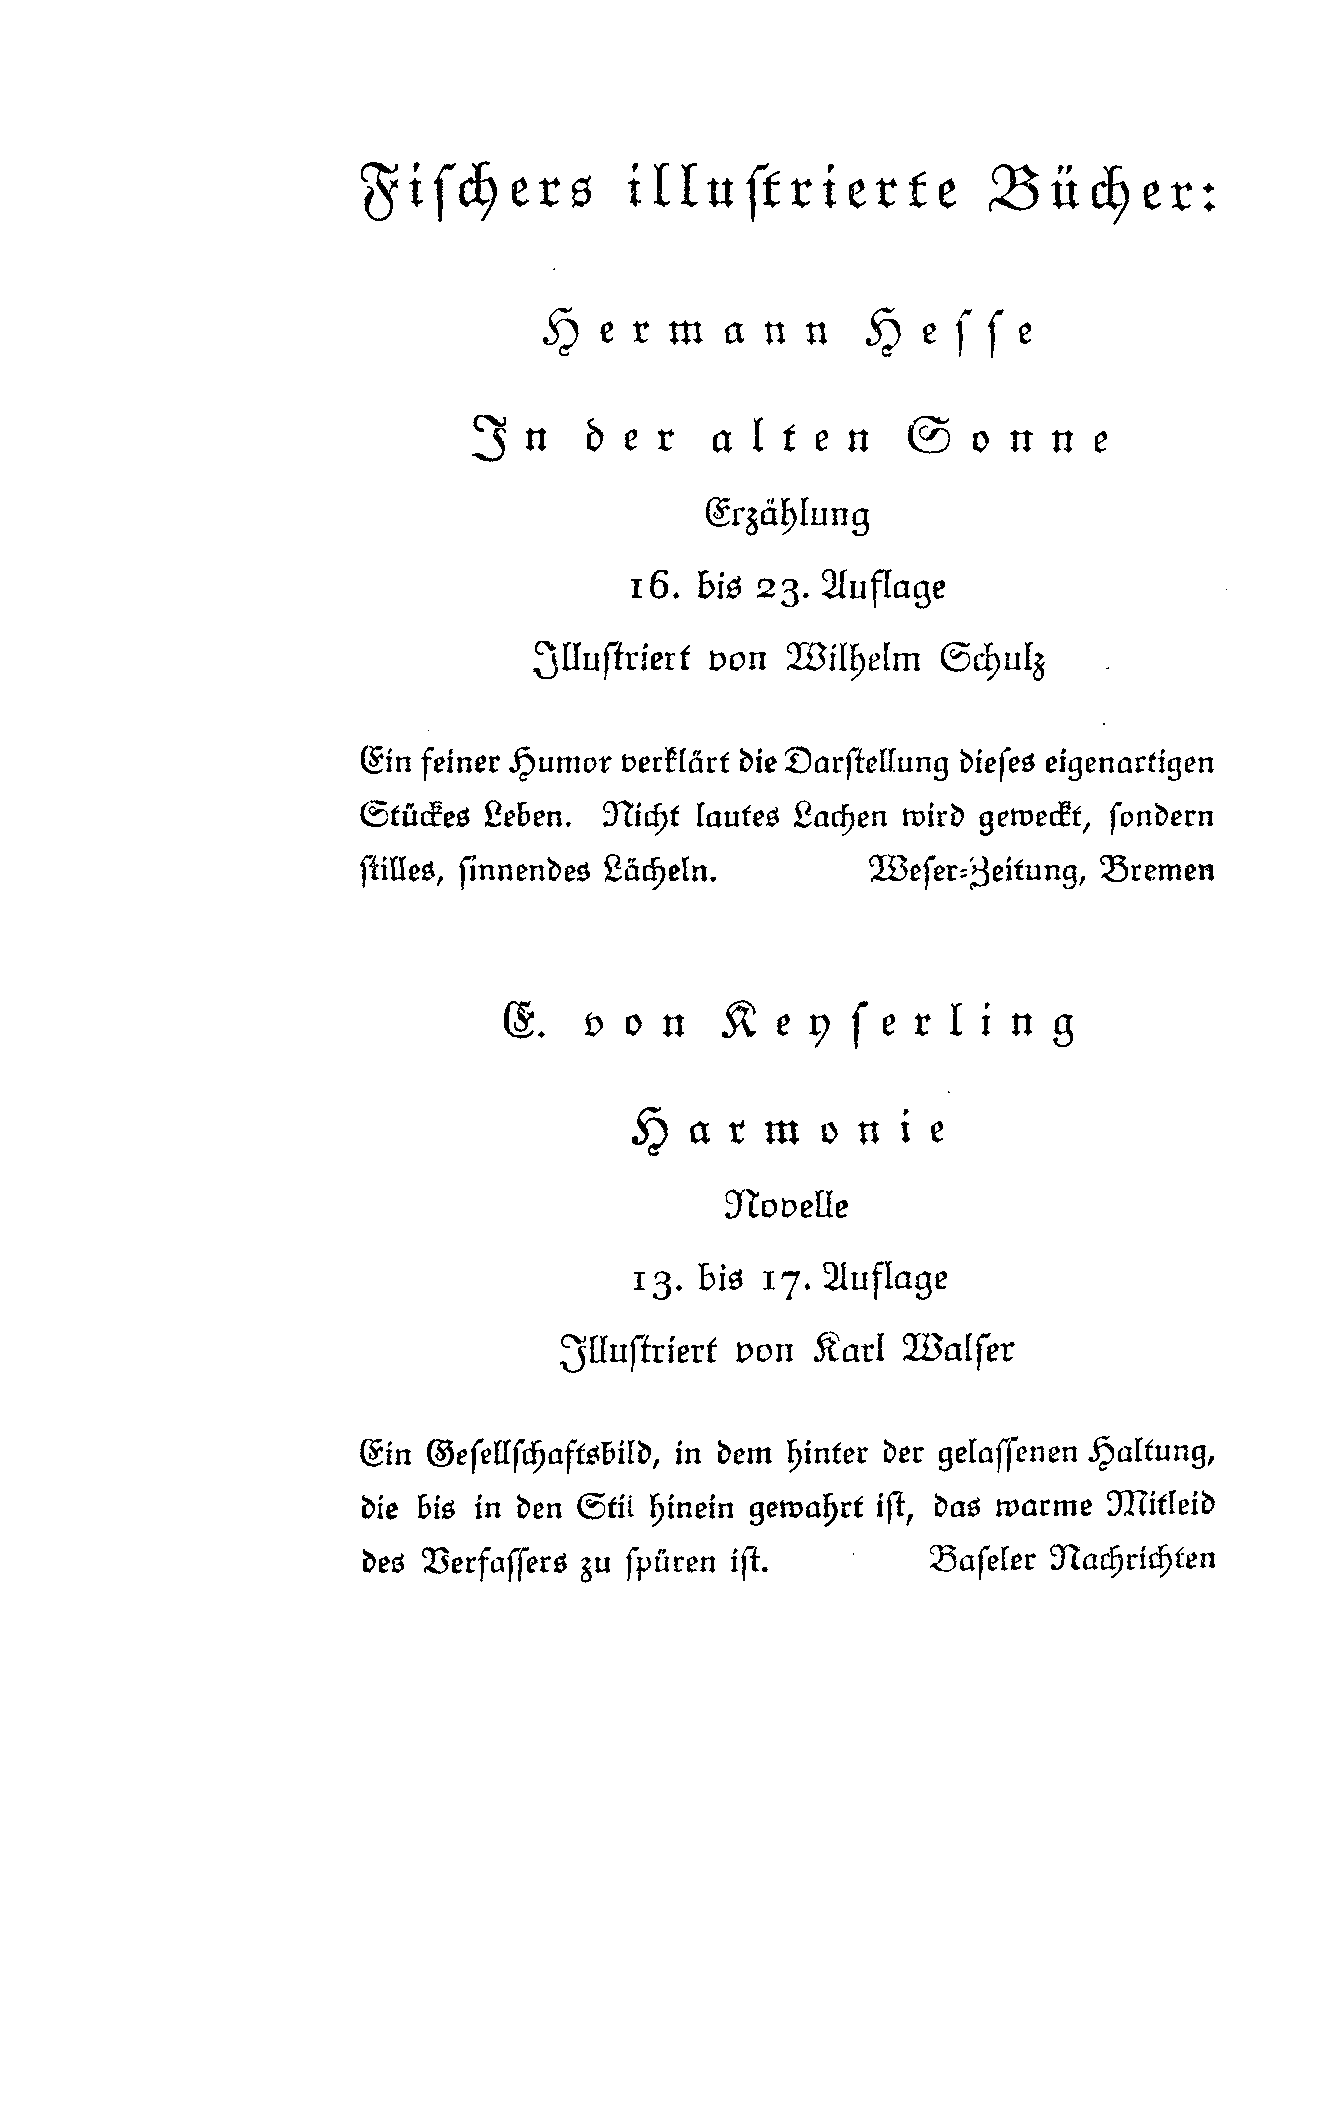 Fiſchers illuſtrierte Bücher:
Hermann Heſſe
In der alten Sonne
Erzählung
16. bis 23. Auflage
Illuſtriert von Wilhelm Schulz
Ein feiner Humor verklärt die Darſtellung dieſes eigenartigen
Stückes Leben. Nicht lautes Lachen wird geweckt, ſondern
ſtilles, ſinnendes Lächeln. Weſer-Zeitung, Bremen
E. von Keyſerling
Harmonie
Novelle
13. bis 17. Auflage
Illuſtriert von Karl Walſer
Ein Geſellſchaftsbild, in dem hinter der gelaſſenen Haltung,
die bis in den Stil hinein gewahrt iſt, das warme Mitleid
des Verfaſſers zu ſpüren iſt. Baſeler Nachrichten